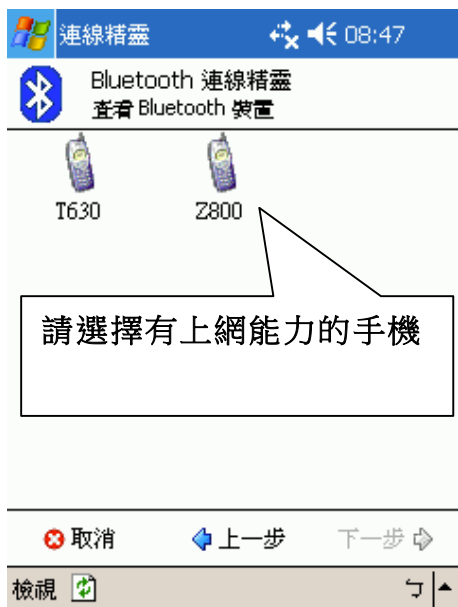 連線精靈 08:47
Bluetooth 連線精靈
查看 Bluetooth 裝置
T630 Z800
請選擇有上網能力的手機
取消 上一步 下一步
檢視 ㄅ